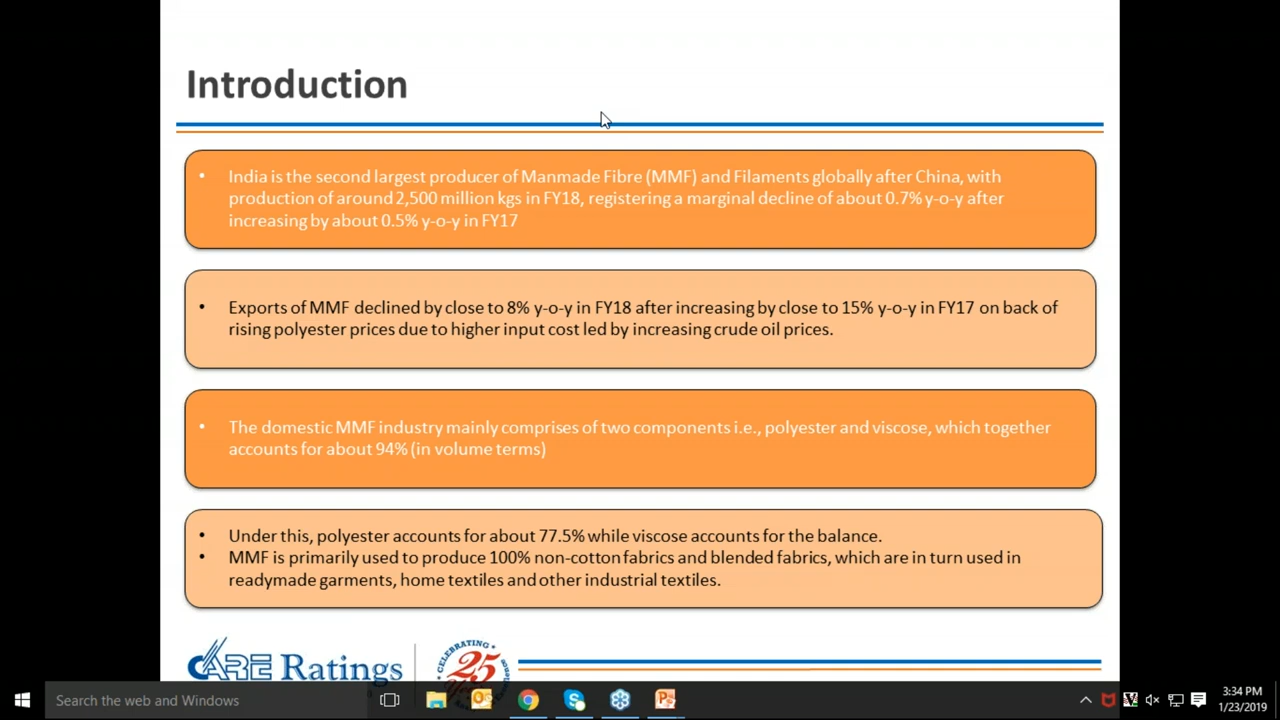 Introduction
• India is the second largest producer of Manmade Fibre (MMF) and Filaments globally after China, with
production of around 2,500 million kgs in FY18, registering a marginal decline of about 0.7% y-o-y after
increasing by about 0.5% y-o-y in FY17
• Exports of MMF declined by close to 8% y-o-y in FY18 after increasing by close to 15% y-o-y in FY17 on back of
rising polyester prices due to higher input cost led by increasing crude oil prices.
• The domestic MMF industry mainly comprises of two components i.e., polyester and viscose, which together
accounts for about 94% (in volume terms)
• Under this, polyester accounts for about 77.5% while viscose accounts for the balance.
• MMF is primarily used to produce 100% non-cotton fabrics and blended fabrics, which are in turn used in
readymade garments, home textiles and other industrial textiles.
CARE Ratings
CELEBRATING
25
Search the web and Windows
3:34 PM
1/23/2019